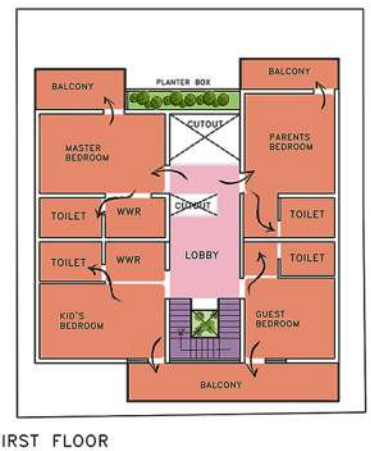 BALCONY
PLANTER BOX
BALCONY
CUTOUT
MASTER
BEDROOM
PARENTS
BEDROOM
CUTOUT
TOILET
WWR
TOILET
TOILET
WWR
LOBBY
TOILET
KID'S
BEDROOM
GUEST
BEDROOM
BALCONY
IRST FLOOR